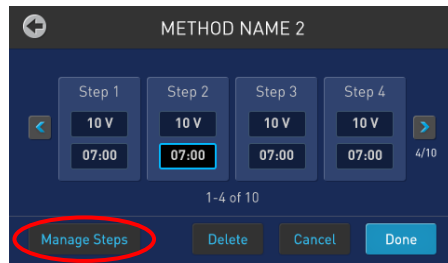 METHOD NAME 2
Step 1 Step 2 Step 3 Step 4
10 V 10 V 10 V 10 V
07:00 07:00 07:00 07:00
4/10
1-4 of 10
Manage Steps Delete Cancel Done